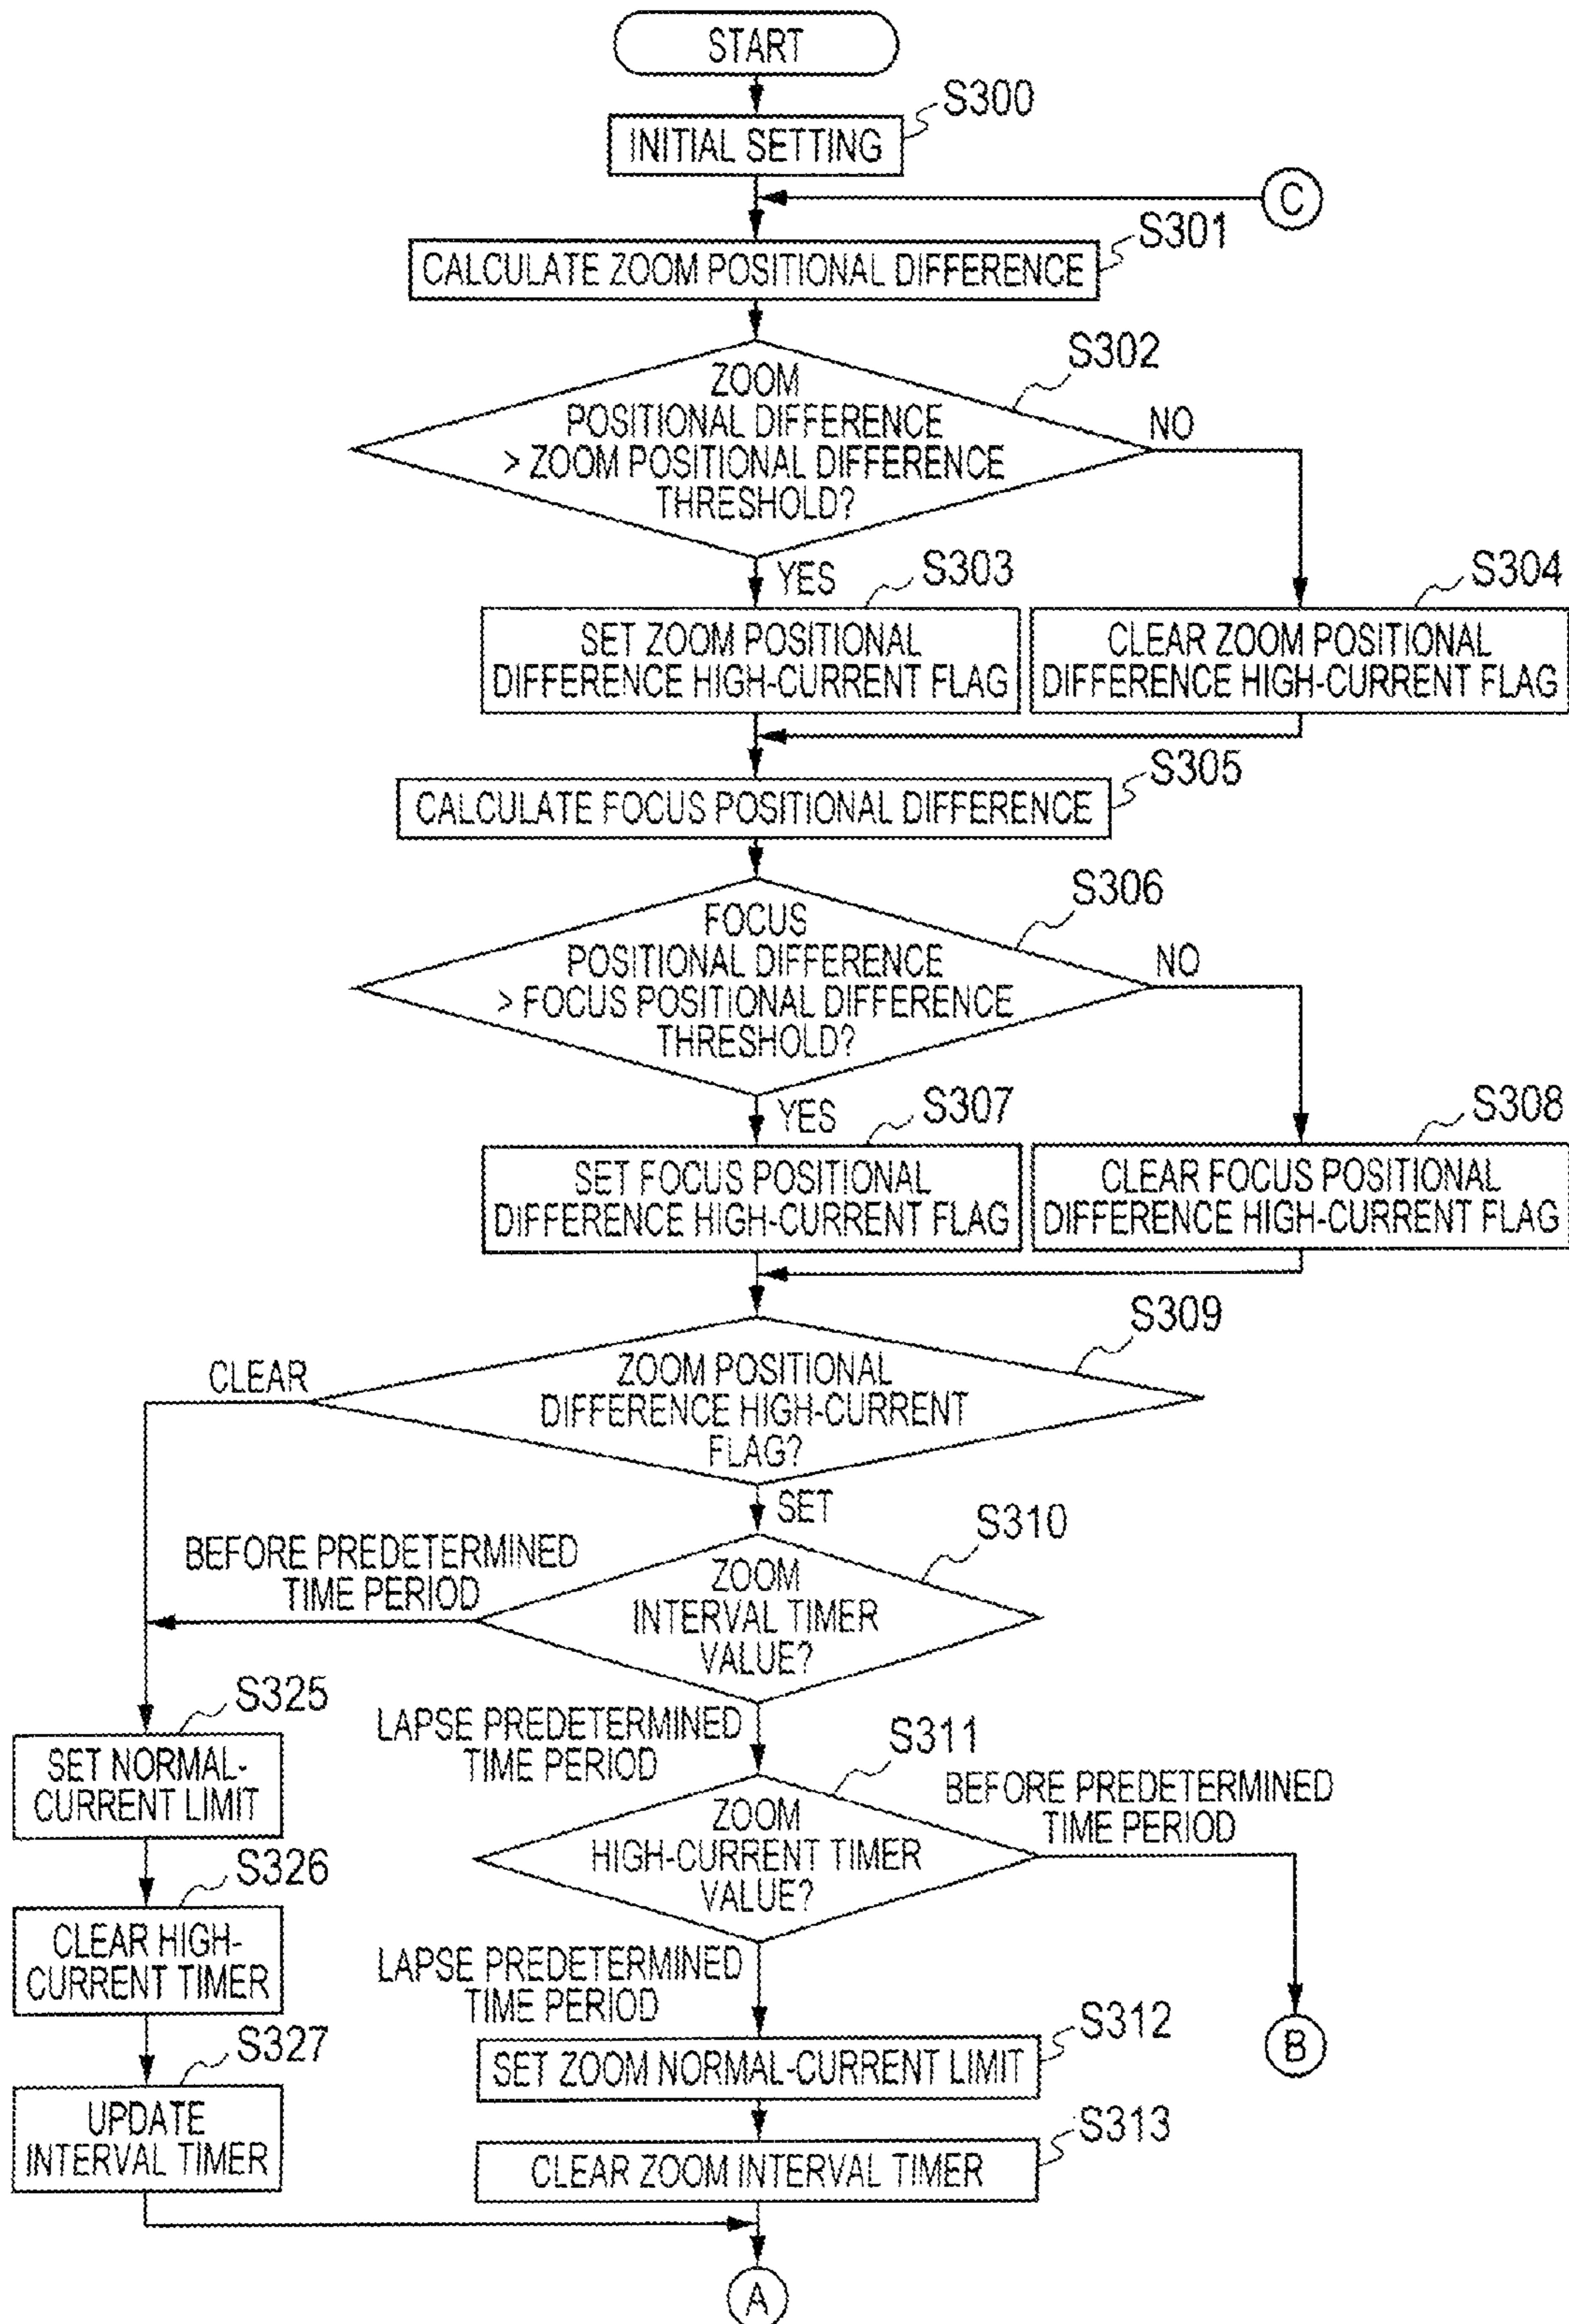 START
S300
INITIAL SETTING
C
S301
CALCULATE ZOOM POSITIONAL DIFFERENCE
S302
ZOOM
POSITIONAL DIFFERENCE
> ZOOM POSITIONAL DIFFERENCE
THRESHOLD?
NO
YES
S303
S304
SET ZOOM POSITIONAL
DIFFERENCE HIGH-CURRENT FLAG
CLEAR ZOOM POSITIONAL
DIFFERENCE HIGH-CURRENT FLAG
S305
CALCULATE FOCUS POSITIONAL DIFFERENCE
S306
FOCUS
POSITIONAL DIFFERENCE
> FOCUS POSITIONAL DIFFERENCE
THRESHOLD?
NO
YES
S307
S308
SET FOCUS POSITIONAL
DIFFERENCE HIGH-CURRENT FLAG
CLEAR FOCUS POSITIONAL
DIFFERENCE HIGH-CURRENT FLAG
S309
CLEAR
ZOOM POSITIONAL
DIFFERENCE HIGH-CURRENT
FLAG?
SET
S310
BEFORE PREDETERMINED
TIME PERIOD
ZOOM
INTERVAL TIMER
VALUE?
S325
SET NORMAL-
CURRENT LIMIT
LAPSE PREDETERMINED
TIME PERIOD
S311
BEFORE PREDETERMINED
TIME PERIOD
ZOOM
HIGH-CURRENT TIMER
VALUE?
S326
CLEAR HIGH-
CURRENT TIMER
LAPSE PREDETERMINED
TIME PERIOD
B
S312
SET ZOOM NORMAL-CURRENT LIMIT
S327
UPDATE
INTERVAL TIMER
S313
CLEAR ZOOM INTERVAL TIMER
A